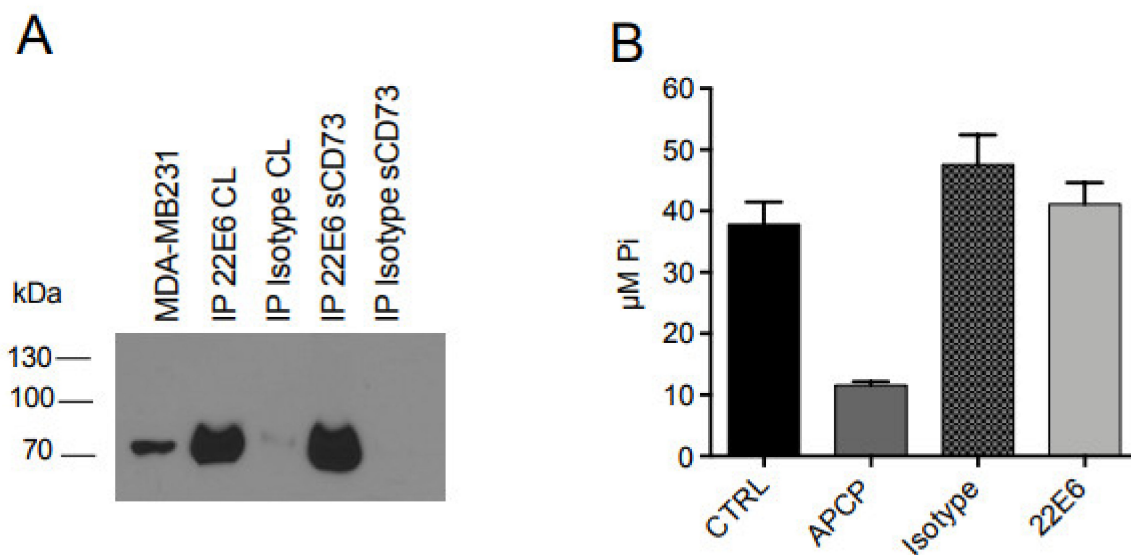 A
MDA-MB231
IP 22E6 CL
IP Isotype CL
IP 22E6 sCD73
IP Isotype sCD73
kDa
130
100
70
B
µM Pi
60
50
40
30
20
10
0
CTRL
APCP
Isotype
22E6